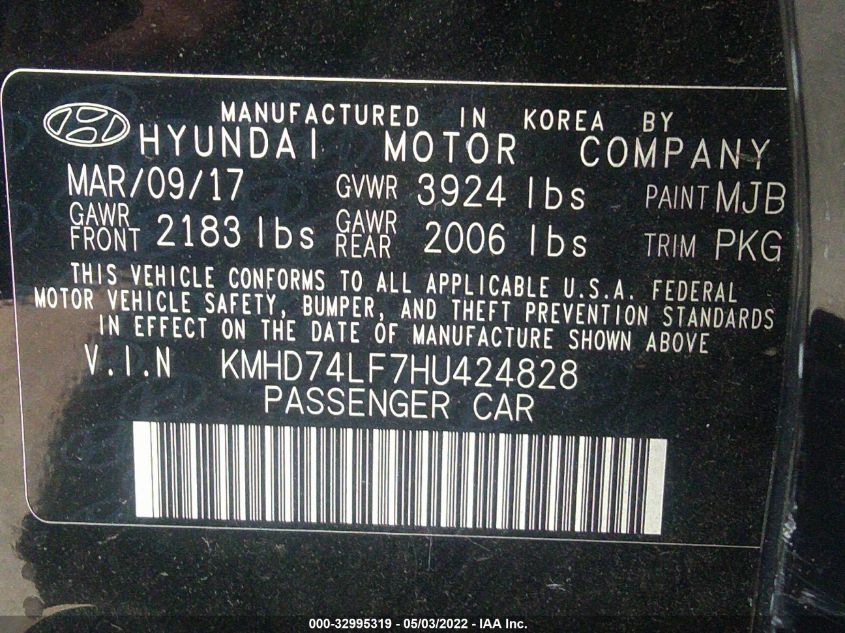 MANUFACTURED IN KOREA BY
HYUNDAI MOTOR COMPANY
MAR/09/17 GVWR 3924 lbs PAINT MJB
GAWR FRONT 2183 lbs GAWR REAR 2006 lbs TRIM PKG
THIS VEHICLE CONFORMS TO ALL APPLICABLE U.S.A. FEDERAL
MOTOR VEHICLE SAFETY, BUMPER, AND THEFT PREVENTION STANDARDS
IN EFFECT ON THE DATE OF MANUFACTURE SHOWN ABOVE
V.I.N KMHD74LF7HU424828
PASSENGER CAR
000-32995319 / 05/03/2022 - IAA Inc.